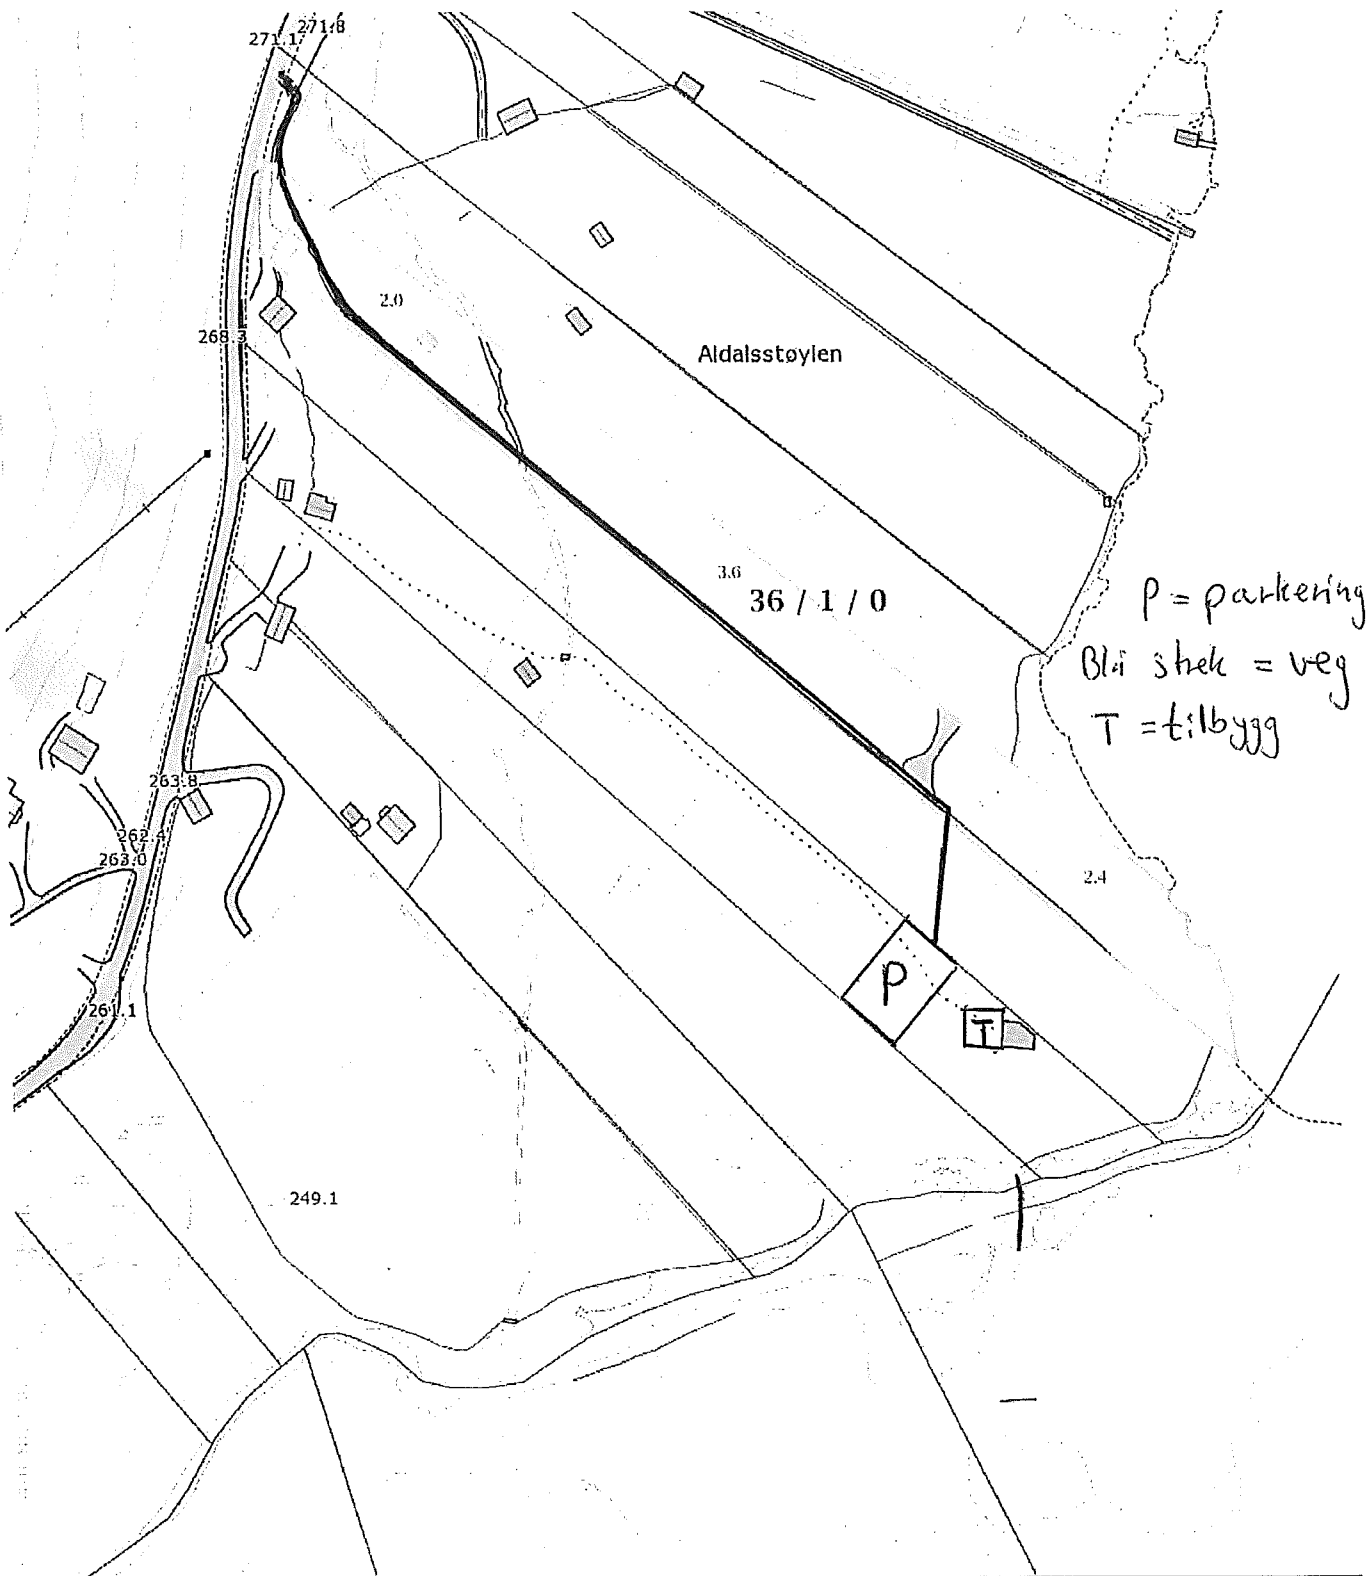 271.8
271.1
2.0
268.3
Aldalsstøylen
3.6
36 / 1 / 0
P = parkering
Blå strek = veg
T = tilbygg
263.8
262.4
263.0
2.4
P
261.1
T
249.1